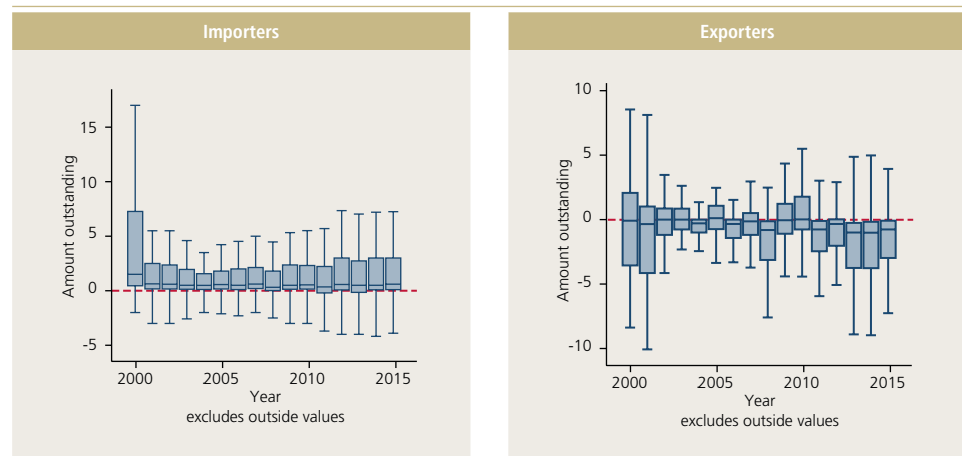 Importers
Amount outstanding
15
10
5
0
-5
2000 2005 2010 2015
Year
excludes outside values
Exporters
Amount outstanding
10
5
0
-5
-10
2000 2005 2010 2015
Year
excludes outside values